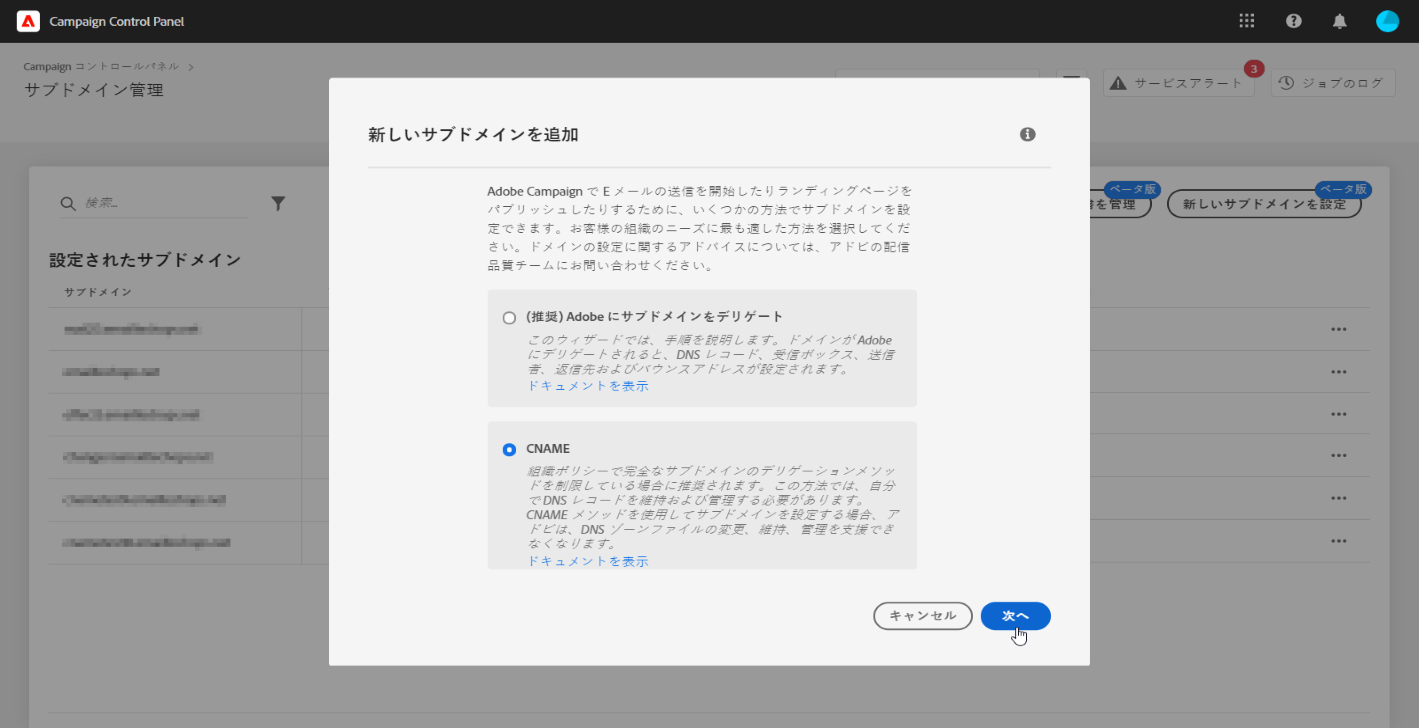 Campaign Control Panel
Campaign コントロールパネル >
サブドメイン管理
サービスアラート
3
ジョブのログ
検索...
を管理
ベータ版
新しいサブドメインを設定
ベータ版
設定されたサブドメイン
サブドメイン
新しいサブドメインを追加
Adobe Campaign で E メールの送信を開始したりランディングページを
パブリッシュしたりするために、いくつかの方法でサブドメインを設
定できます。お客様の組織のニーズに最も適した方法を選択してくだ
さい。ドメインの設定に関するアドバイスについては、アドビの配信
品質チームにお問い合わせください。
(推奨) Adobe にサブドメインをデリゲート
このウィザードでは、手順を説明します。ドメインが Adobe
にデリゲートされると、DNS レコード、受信ボックス、送信
者、返信先およびバウンスアドレスが設定されます。
ドキュメントを表示
CNAME
組織ポリシーで完全なサブドメインのデリゲーションメソッ
ドを制限している場合に推奨されます。この方法では、自分
で DNS レコードを維持および管理する必要があります。
CNAME メソッドを使用してサブドメインを設定する場合、ア
ドビは、DNS ゾーンファイルの変更、維持、管理を支援でき
なくなります。
ドキュメントを表示
キャンセル
次へ